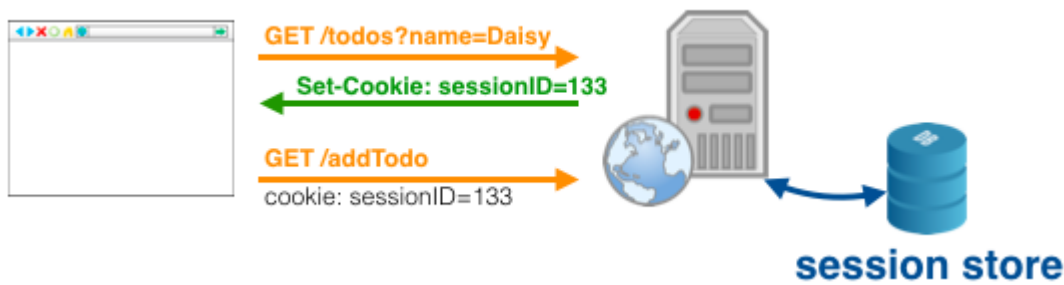 GET /todos?name=Daisy
Set-Cookie: sessionID=133
GET /addTodo
cookie: sessionID=133
session store